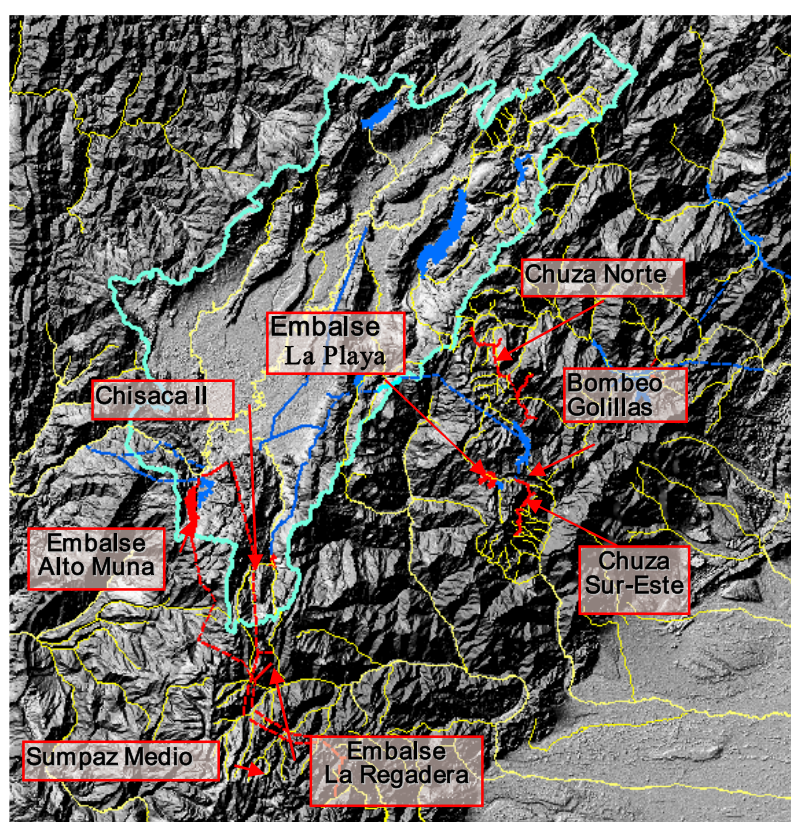 Chuza Norte
Embalse
La Playa
Chisaca II
Bombeo
Golillas
Embalse
Alto Muna
Chuza
Sur-Este
Sumpaz Medio
Embalse
La Regadera